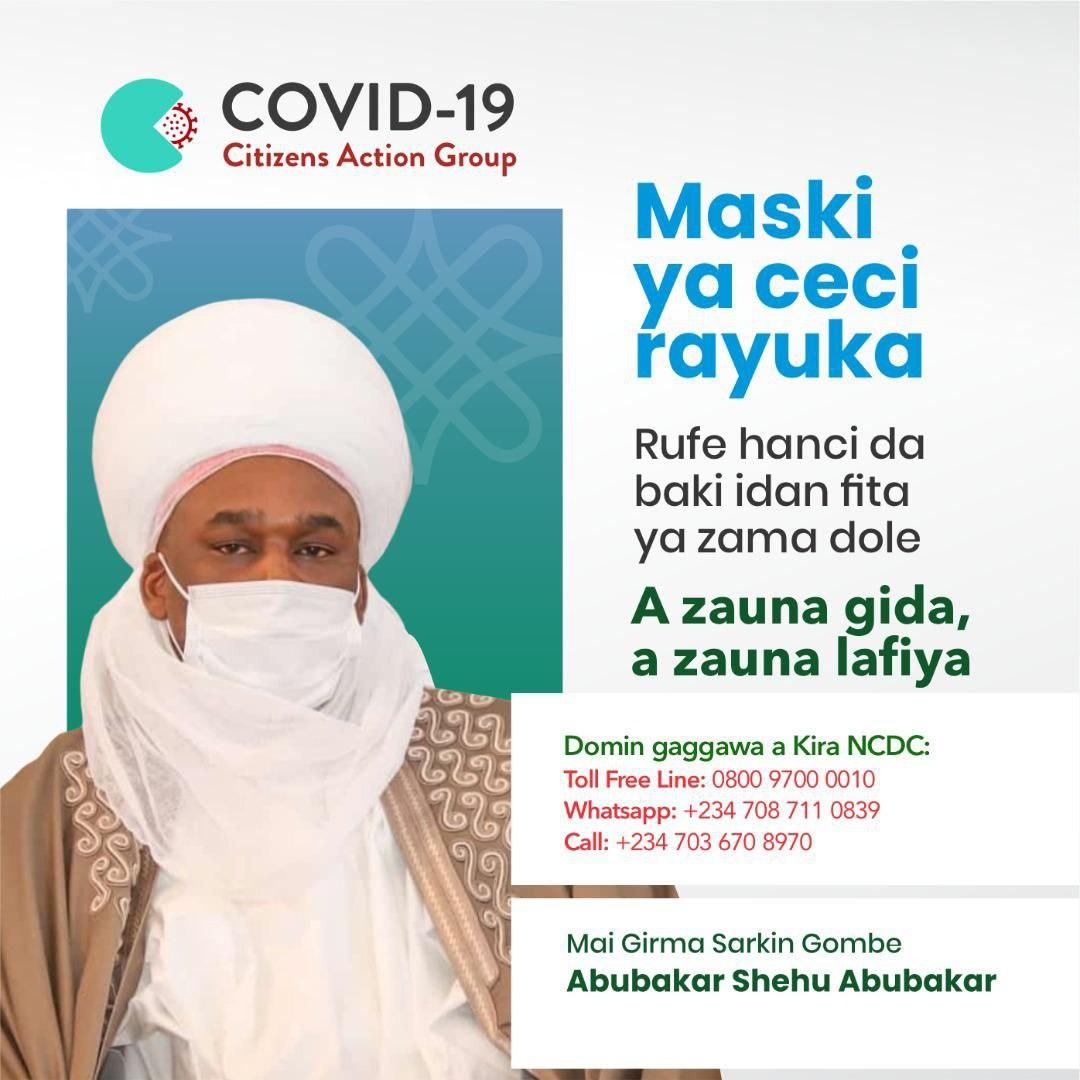 COVID-19
Citizens Action Group
Maski
ya ceci
rayuka
Rufe hanci da
baki idan fita
ya zama dole
A zauna gida,
a zauna lafiya
Domin gaggawa a Kira NCDC:
Toll Free Line: 0800 9700 0010
Whatsapp: +234 708 711 0839
Call: +234 703 670 8970
Mai Girma Sarkin Gombe
Abubakar Shehu Abubakar